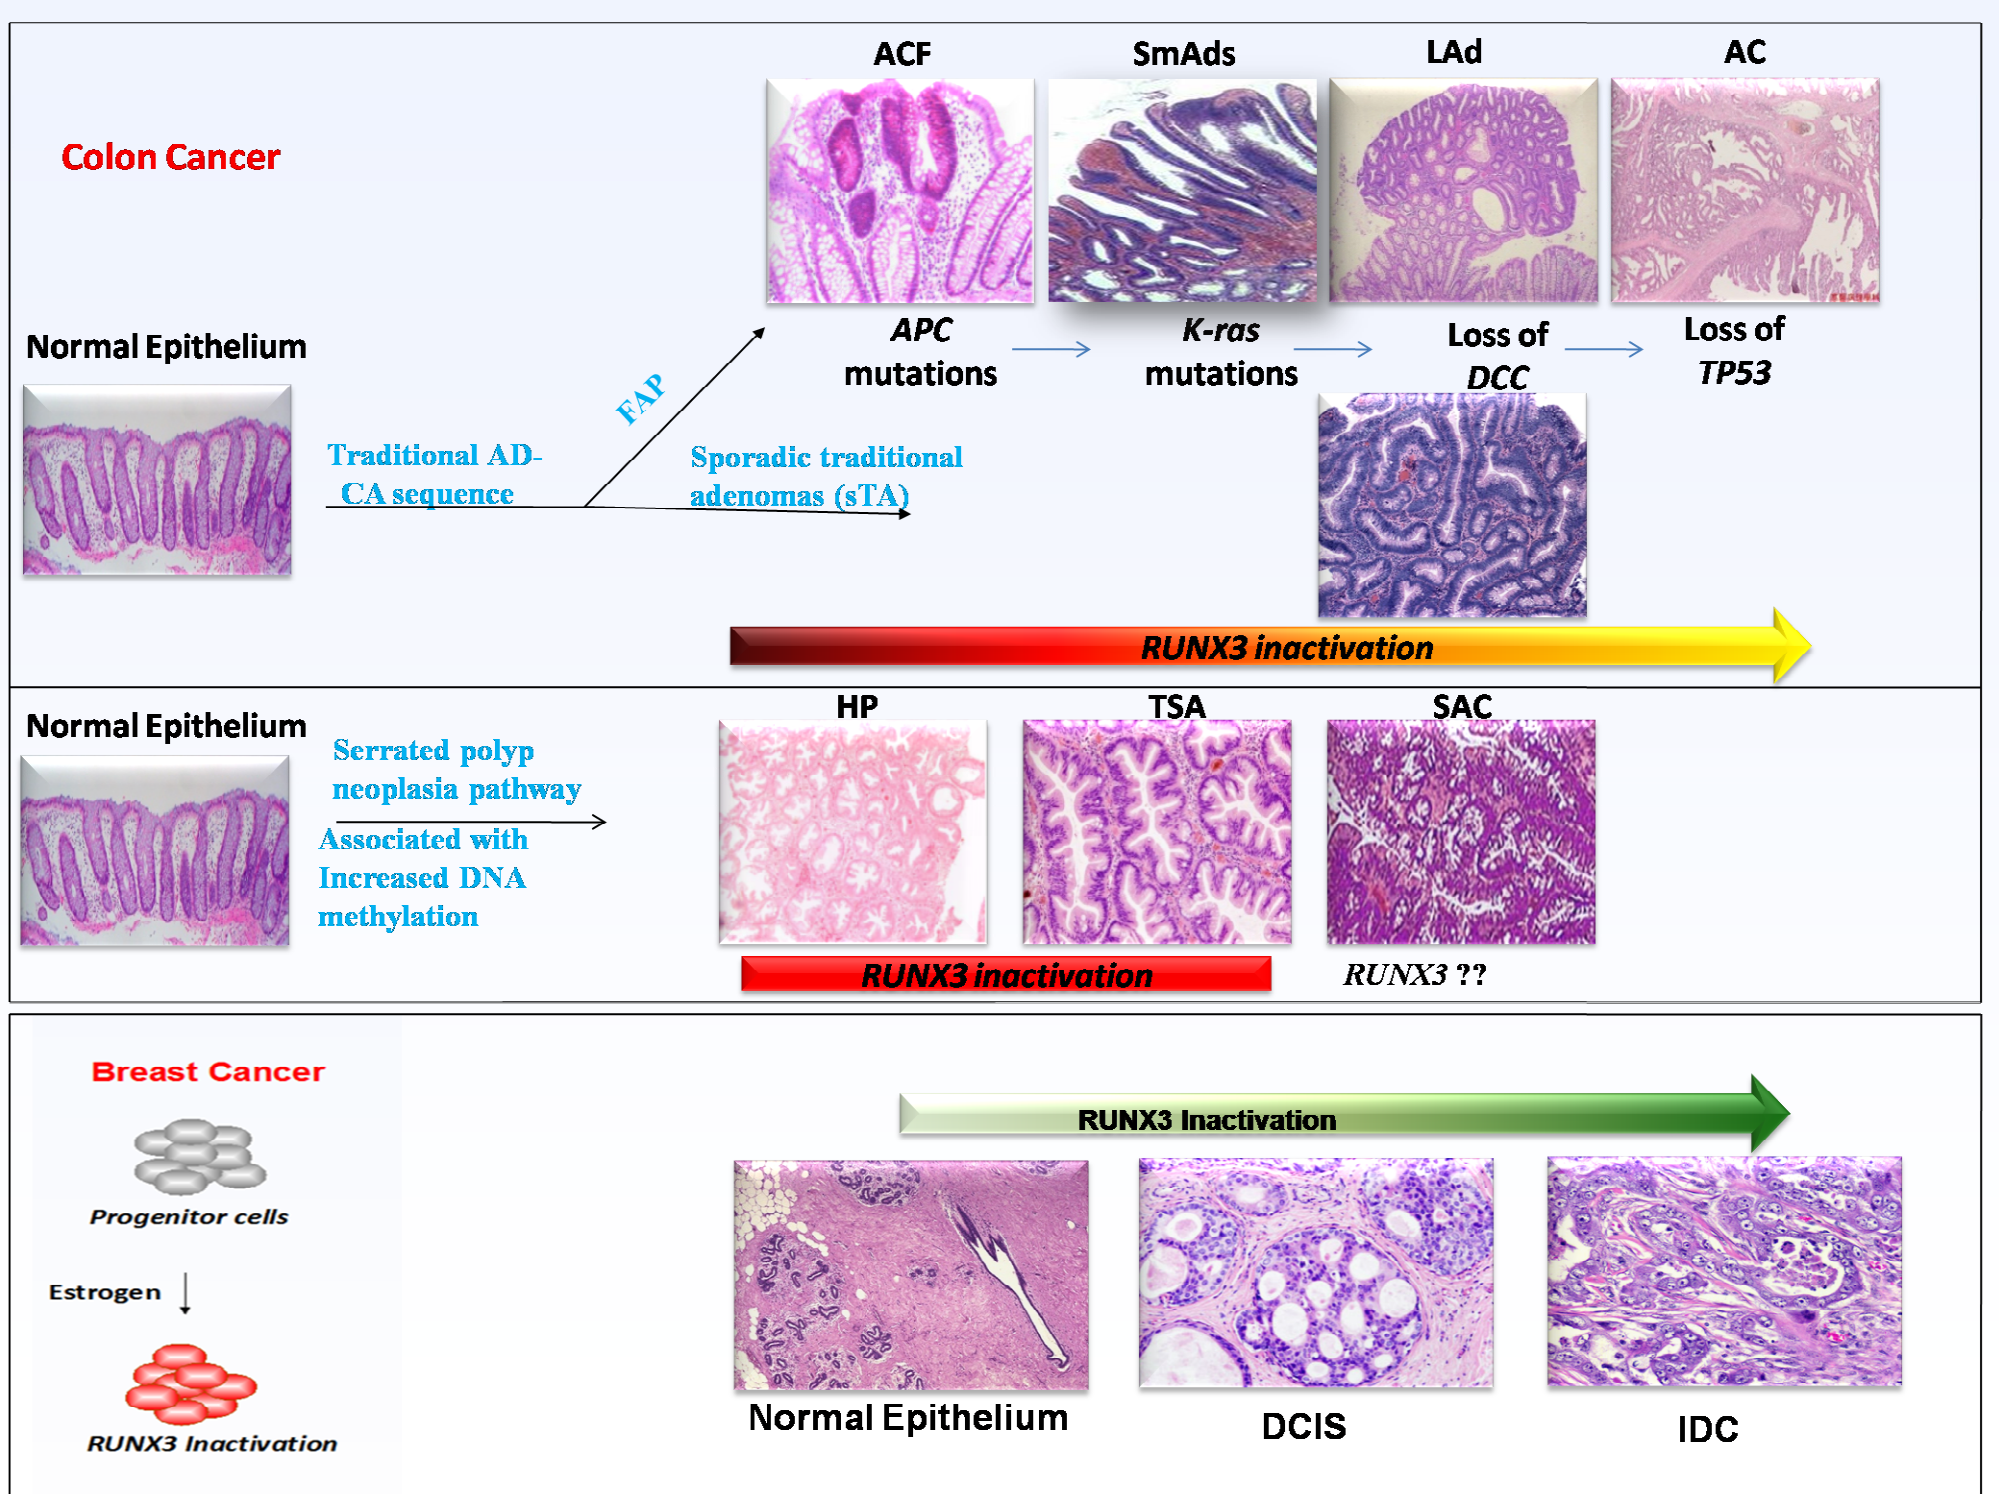 ACF
SmAds
LAd
AC
Colon Cancer
APC
mutations
K-ras
mutations
Loss of
DCC
Loss of
TP53
Normal Epithelium
FAP
Traditional AD-
CA sequence
Sporadic traditional
adenomas (sTA)
RUNX3 inactivation
Normal Epithelium
HP
TSA
SAC
Serrated polyp
neoplasia pathway
Associated with
Increased DNA
methylation
RUNX3 inactivation
RUNX3 ??
Breast Cancer
Progenitor cells
Estrogen
RUNX3 Inactivation
RUNX3 Inactivation
Normal Epithelium
DCIS
IDC